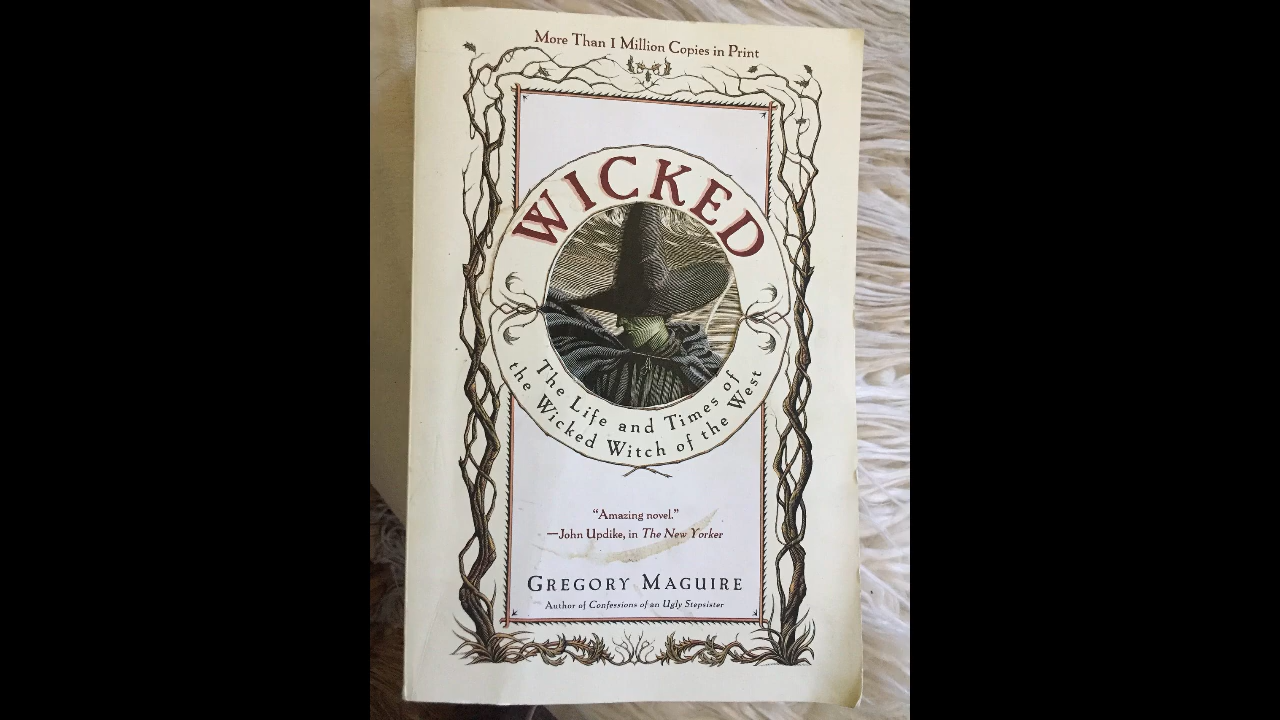 More Than 1 Million Copies in Print
WICKED
The Life and Times of
the Wicked Witch of the West
“Amazing novel.”
—John Updike, in The New Yorker
GREGORY MAGUIRE
Author of Confessions of an Ugly Stepsister